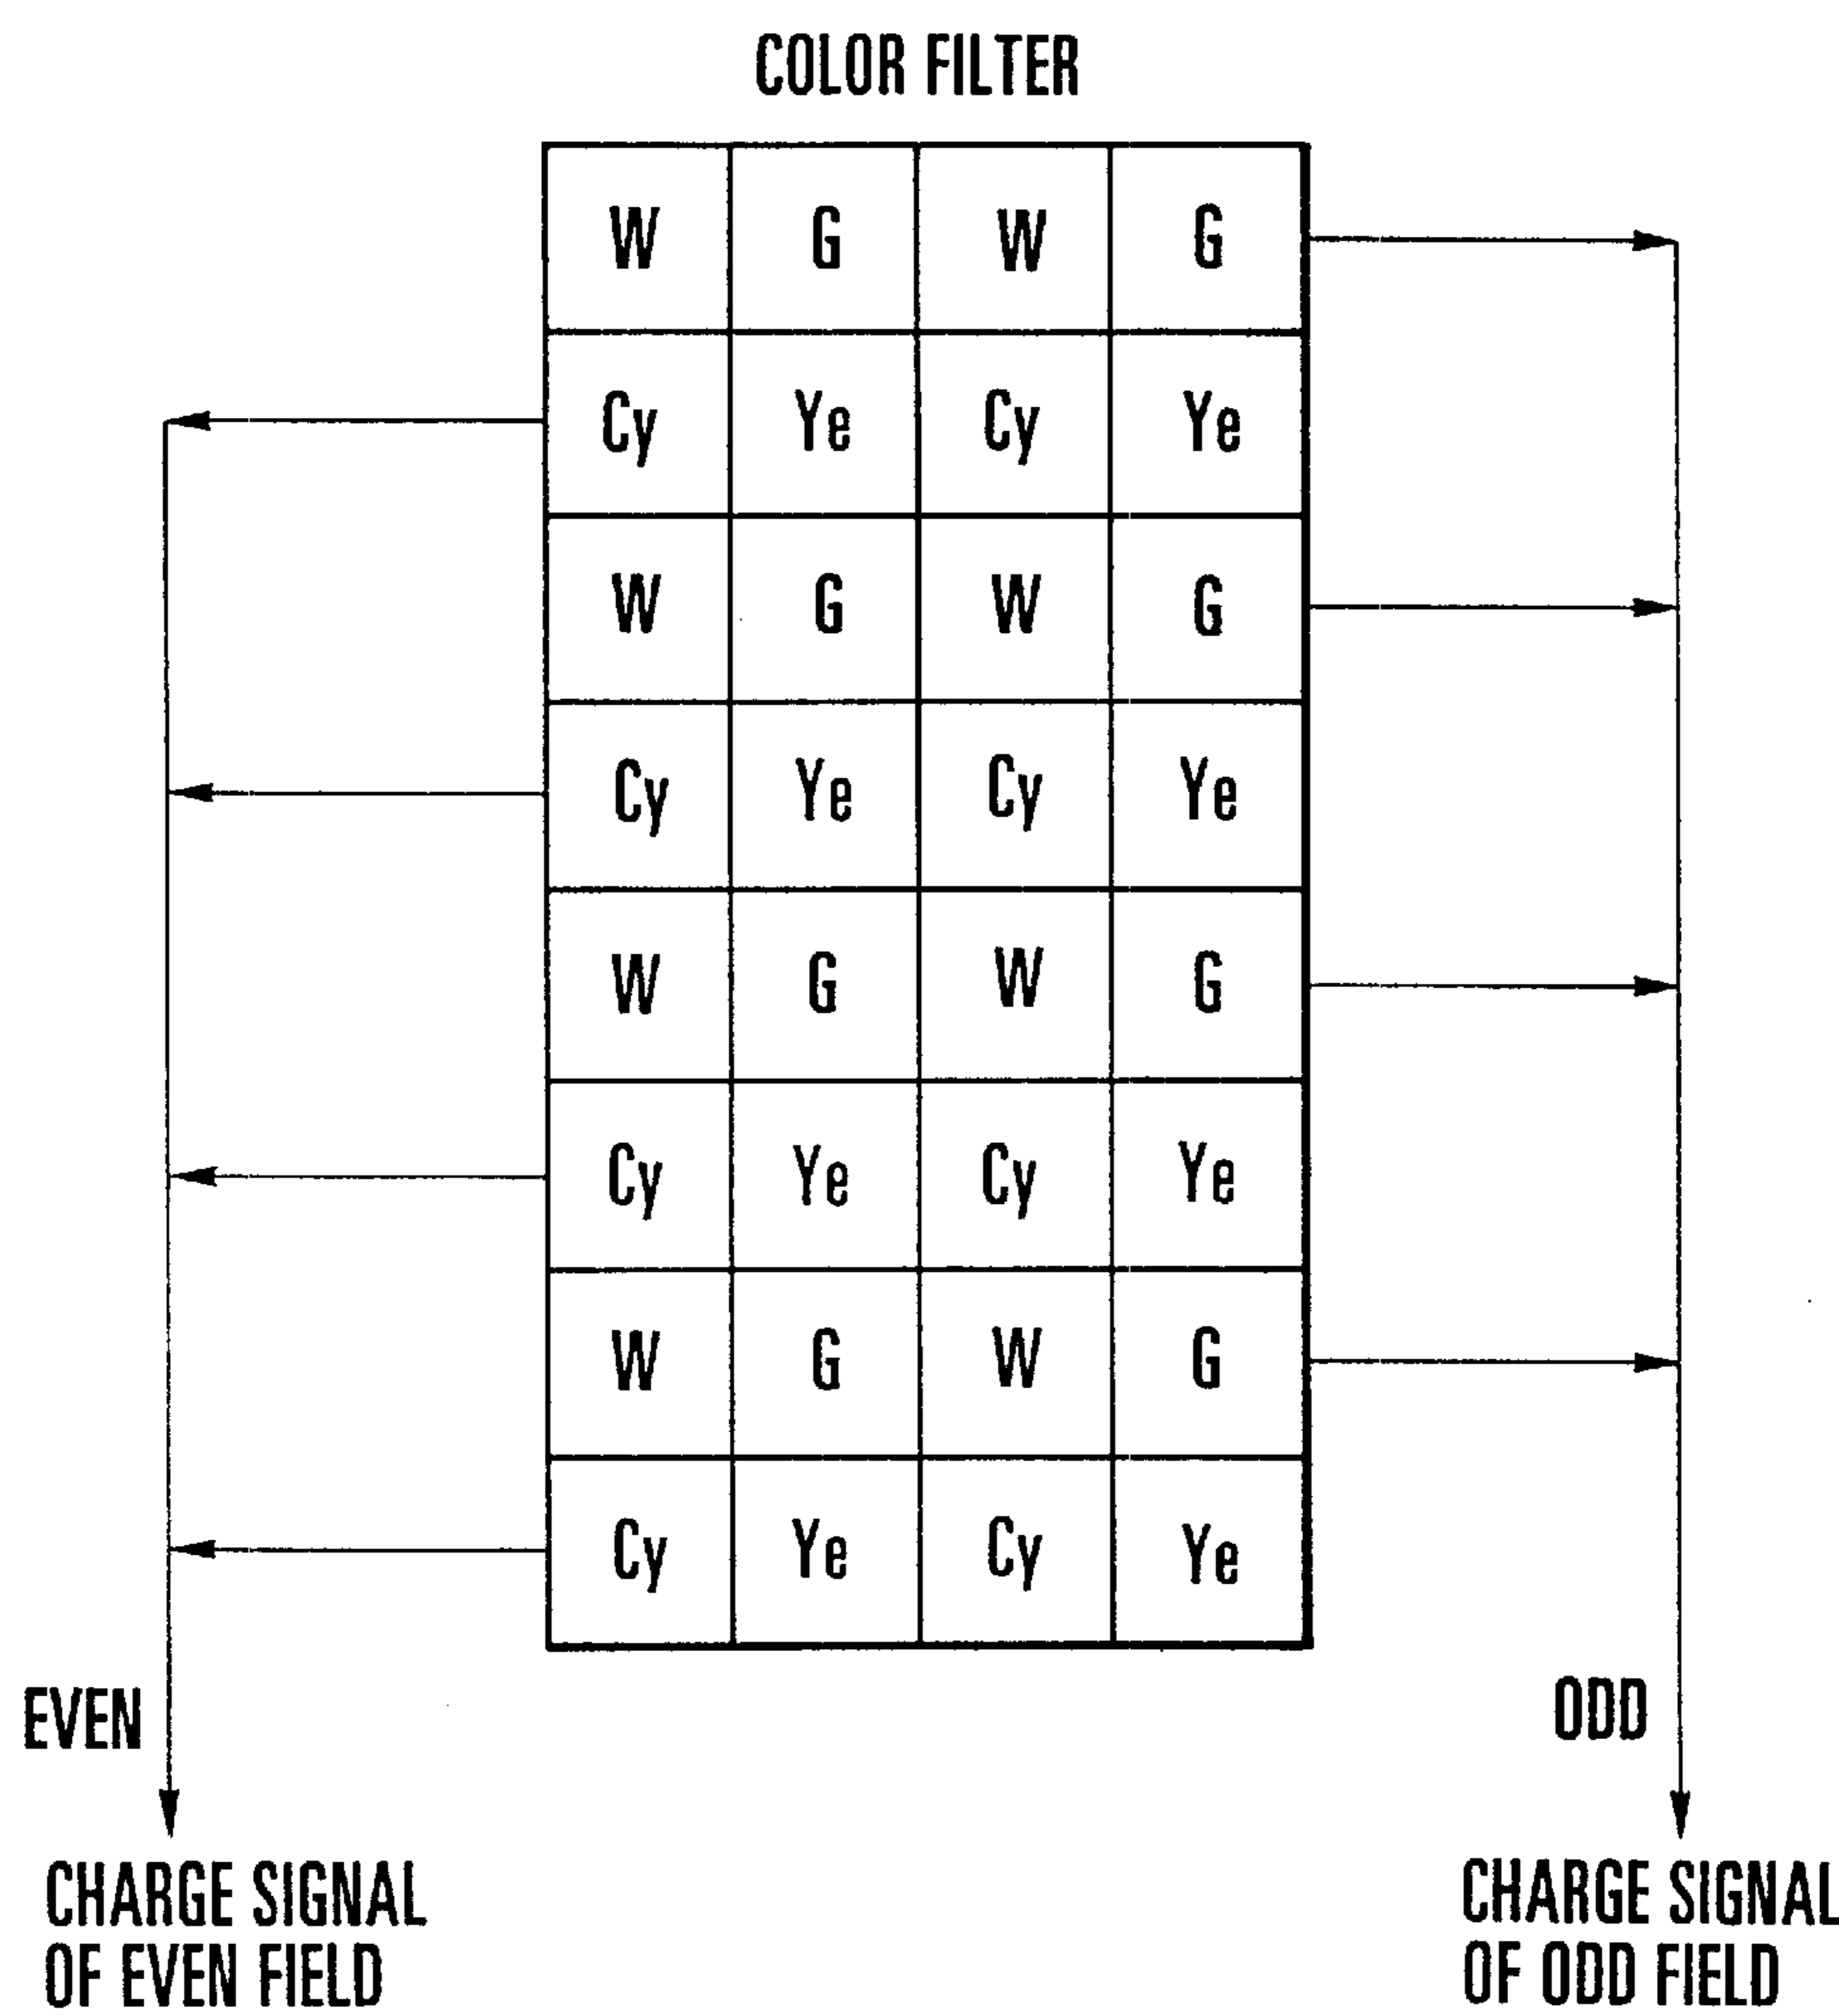 COLOR FILTER
W G W G
Cy Ye Cy Ye
W G W G
Cy Ye Cy Ye
W G W G
Cy Ye Cy Ye
W G W G
Cy Ye Cy Ye
EVEN
ODD
CHARGE SIGNAL
OF EVEN FIELD
CHARGE SIGNAL
OF ODD FIELD